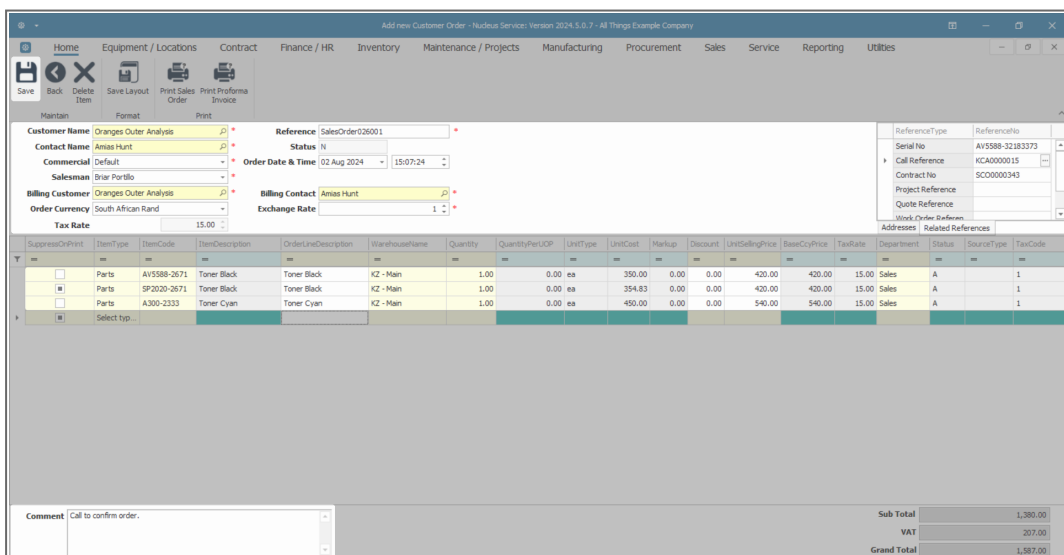 Add new Customer Order - Nucleus Service: Version 2024.5.0.7 - All Things Example Company
Home Equipment / Locations Contract Finance / HR Inventory Maintenance / Projects Manufacturing Procurement Sales Service Reporting Utilities
Save Back Delete Item Save Layout Print Sales Order Print Proforma Invoice
Maintain Format Print
Customer Name Oranges Outer Analysis * Reference SalesOrder026001 * ReferenceType ReferenceNo
Contact Name Amias Hunt * Status N Serial No AV5588-32183373
Commercial Default * Order Date & Time 02 Aug 2024 15:07:24 Call Reference KCA0000015 ...
Salesman Briar Portillo * Contract No SCO0000343
Project Reference
Billing Customer Oranges Outer Analysis * Billing Contact Amias Hunt * Quote Reference
Order Currency South African Rand Exchange Rate 1 * Work Order Referen
Tax Rate 15.00 Addresses Related References
SuppressOnPrint ItemType ItemCode ItemDescription OrderLineDescription WarehouseName Quantity QuantityPerUOP UnitType UnitCost Markup Discount UnitSellingPrice BaseCcyPrice TaxRate Department Status SourceType TaxCode
= = = = = = = = = = = = = = = = = = =
Parts AV5588-2671 Toner Black Toner Black KZ - Main 1.00 0.00 ea 350.00 0.00 0.00 420.00 420.00 15.00 Sales A 1
Parts SP2020-2671 Toner Black Toner Black KZ - Main 1.00 0.00 ea 354.83 0.00 0.00 420.00 420.00 15.00 Sales A 1
Parts A300-2333 Toner Cyan Toner Cyan KZ - Main 1.00 0.00 ea 450.00 0.00 0.00 540.00 540.00 15.00 Sales A 1
Select typ...
Comment Call to confirm order. Sub Total 1,380.00
VAT 207.00
Grand Total 1,587.00